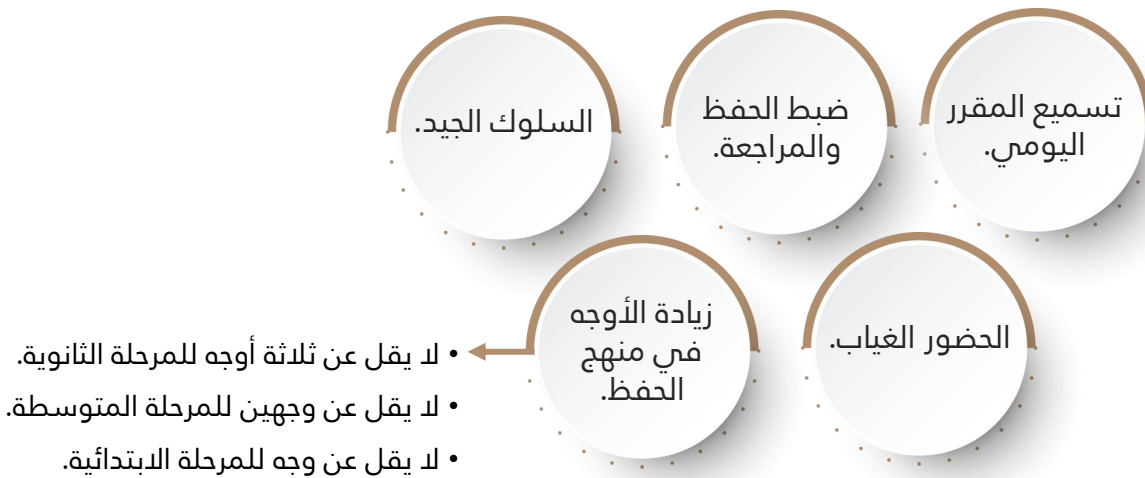 تسميع المقرر
اليومي.
ضبط الحفظ
والمراجعة.
السلوك الجيد.
الحضور الغياب.
زيادة الأوجه
في منهج
الحفظ.
• لا يقل عن ثلاثة أوجه للمرحلة الثانوية.
• لا يقل عن وجهين للمرحلة المتوسطة.
• لا يقل عن وجه للمرحلة الابتدائية.